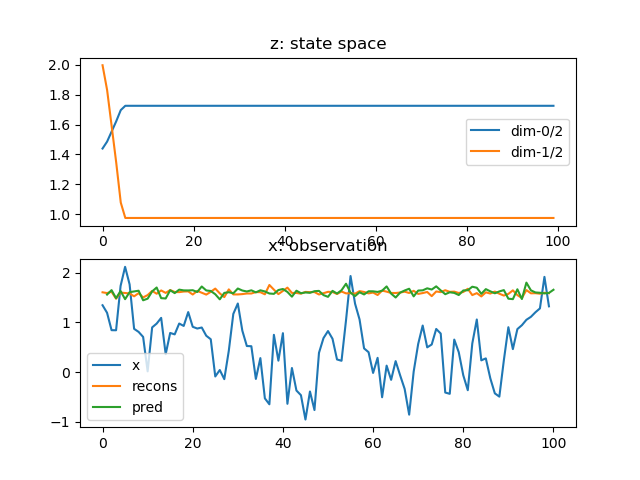 z: state space
2.0
1.8
1.6
1.4
1.2
1.0
dim-0/2
dim-1/2
0 20 40 60 80 100
x: observation
2
1
0
−1
x
recons
pred
0 20 40 60 80 100